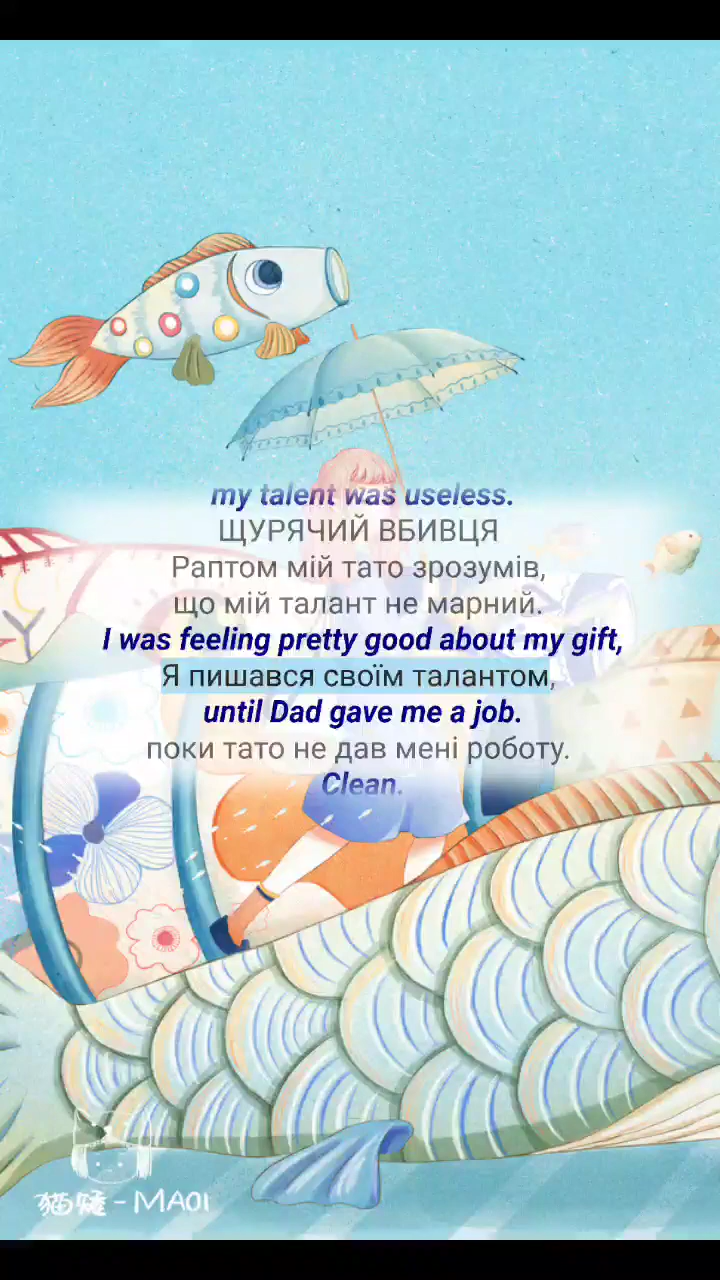 my talent was useless.
ЩУРЯЧИЙ ВБИВЦЯ
Раптом мій тато зрозумів,
що мій талант не марний.
I was feeling pretty good about my gift,
Я пишався своїм талантом,
until Dad gave me a job.
поки тато не дав мені роботу.
Clean.
猫矮-MAOI